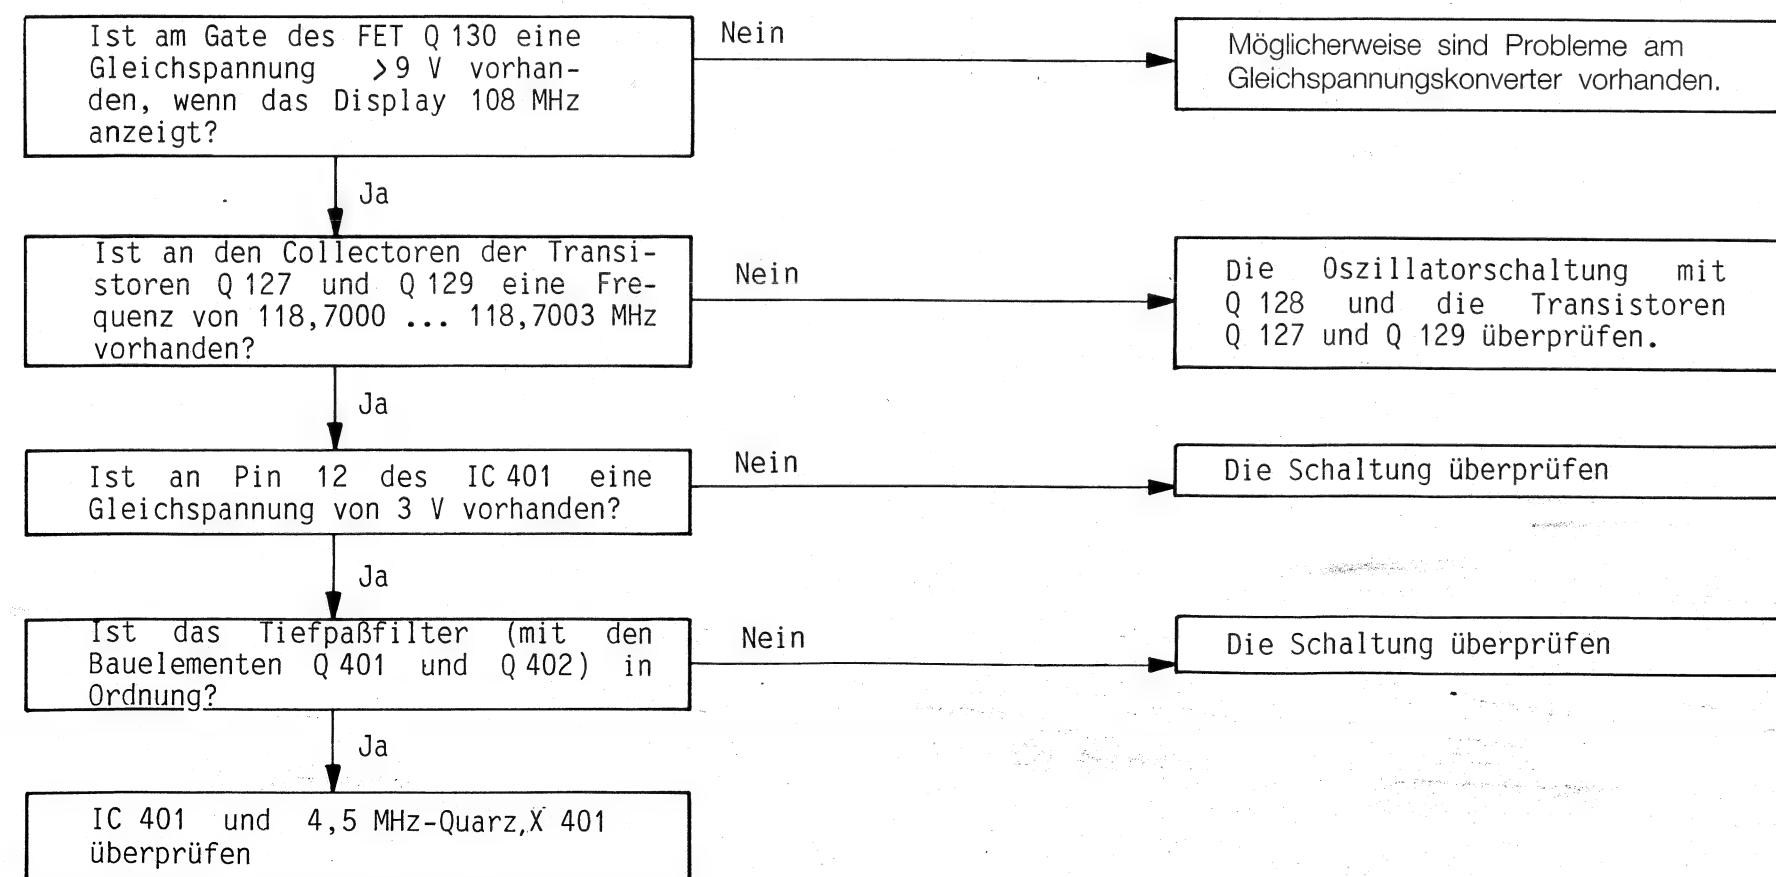 Ist am Gate des FET Q 130 eine
Gleichspannung >9 V vorhan-
den, wenn das Display 108 MHz
anzeigt?
Nein
Möglicherweise sind Probleme am
Gleichspannungskonverter vorhanden.
Ja
Ist an den Collectoren der Transi-
storen Q 127 und Q 129 eine Fre-
quenz von 118,7000 ... 118,7003 MHz
vorhanden?
Nein
Die Oszillatorschaltung mit
Q 128 und die Transistoren
Q 127 und Q 129 überprüfen.
Ja
Ist an Pin 12 des IC 401 eine
Gleichspannung von 3 V vorhanden?
Nein
Die Schaltung überprüfen
Ja
Ist das Tiefpaßfilter (mit den
Bauelementen Q 401 und Q 402) in
Ordnung?
Nein
Die Schaltung überprüfen
Ja
IC 401 und 4,5 MHz-Quarz,X 401
überprüfen